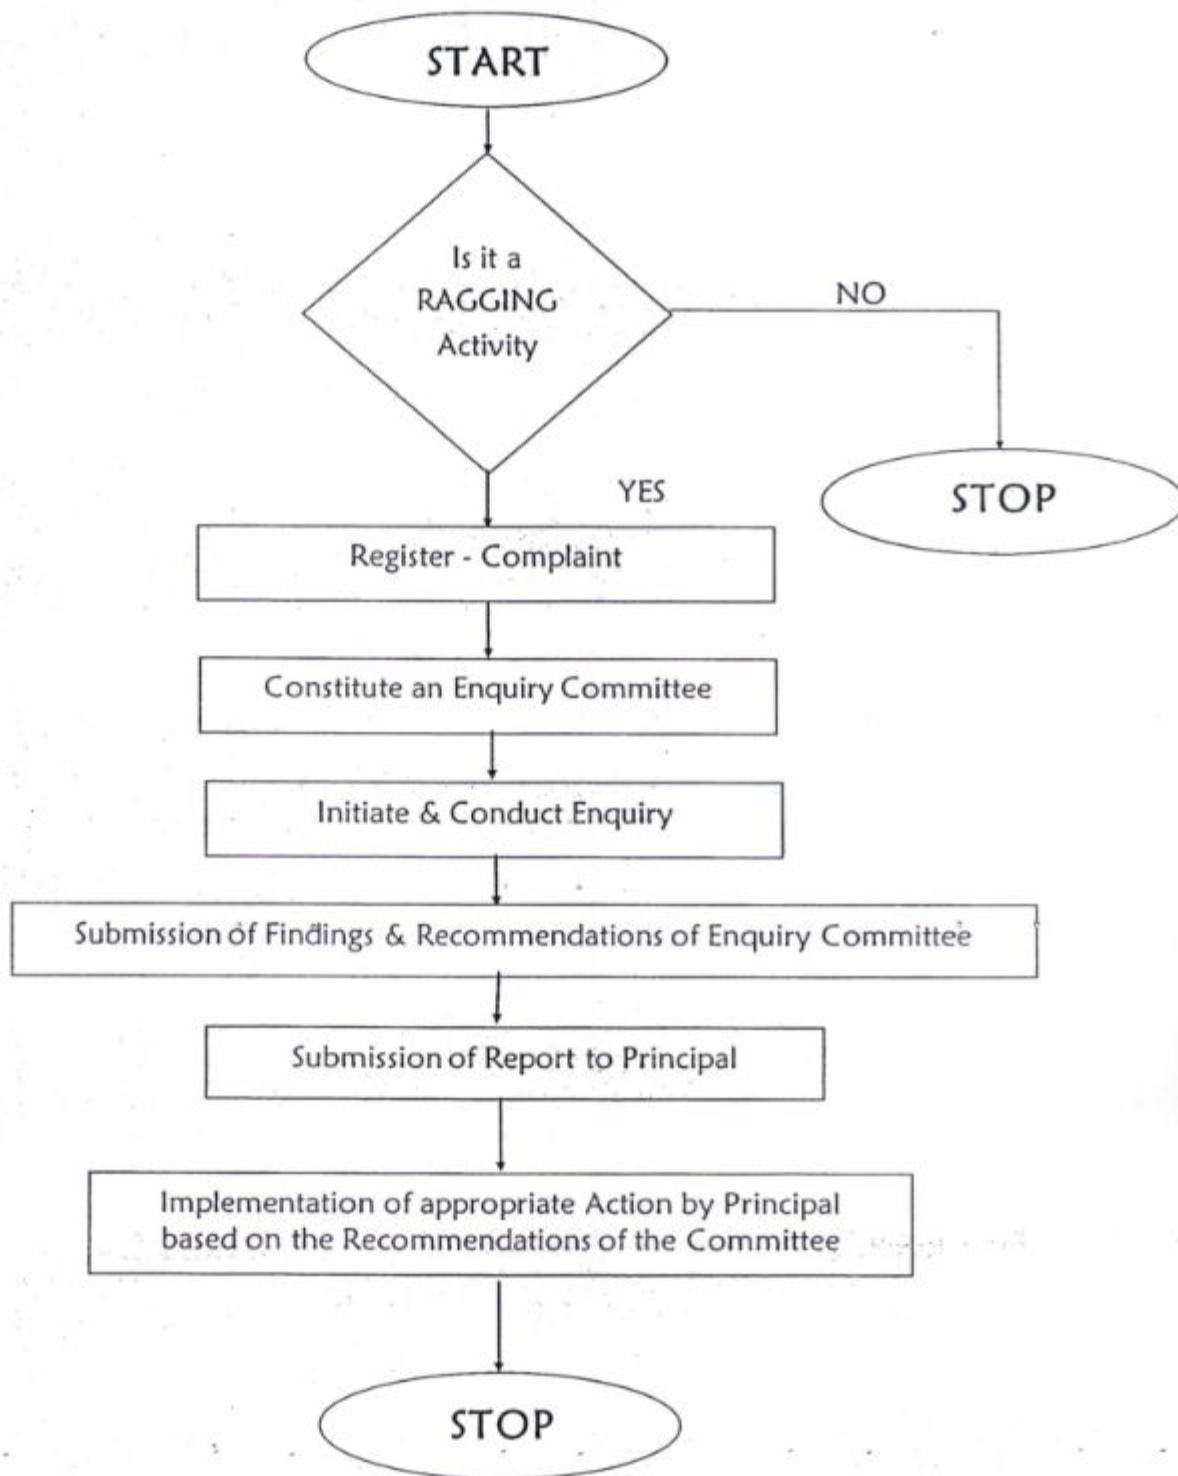 START
Is it a
RAGGING
Activity
NO
STOP
YES
Register - Complaint
Constitute an Enquiry Committee
Initiate & Conduct Enquiry
Submission of Findings & Recommendations of Enquiry Committee
Submission of Report to Principal
Implementation of appropriate Action by Principal
based on the Recommendations of the Committee
STOP